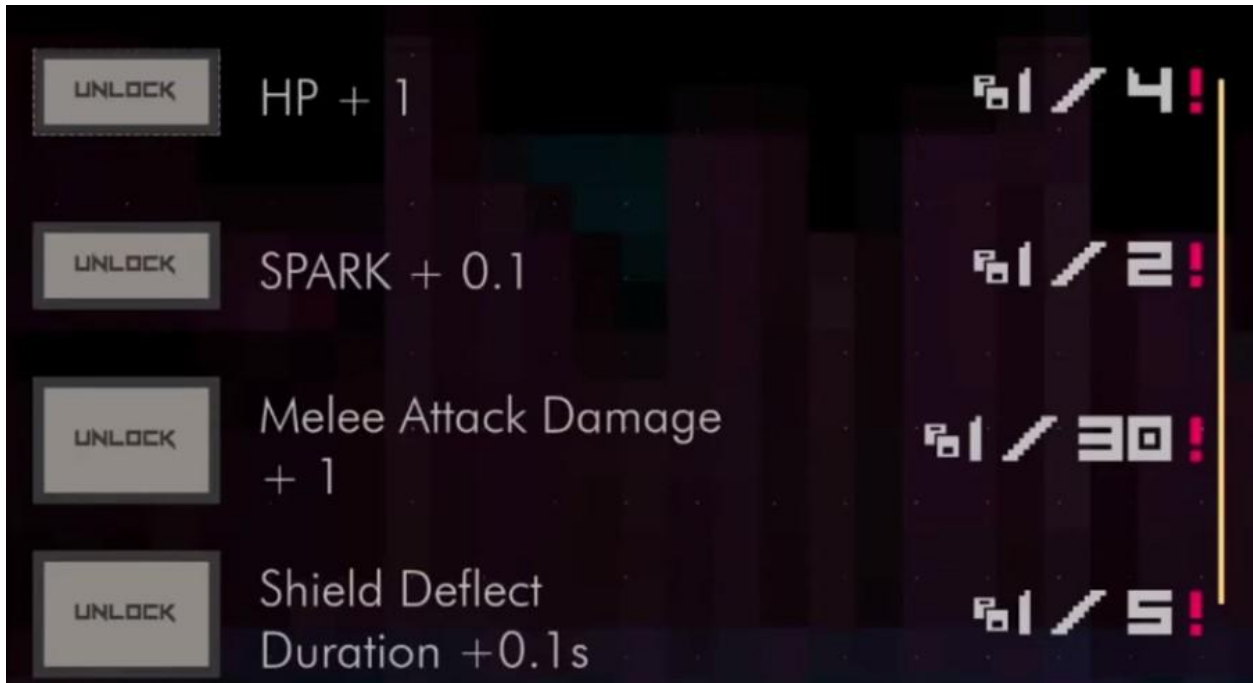 UNLOCK HP + 1 1 / 4!
UNLOCK SPARK + 0.1 1 / 2!
UNLOCK Melee Attack Damage 1 / 30!
+ 1
UNLOCK Shield Deflect 1 / 5!
Duration +0.1s